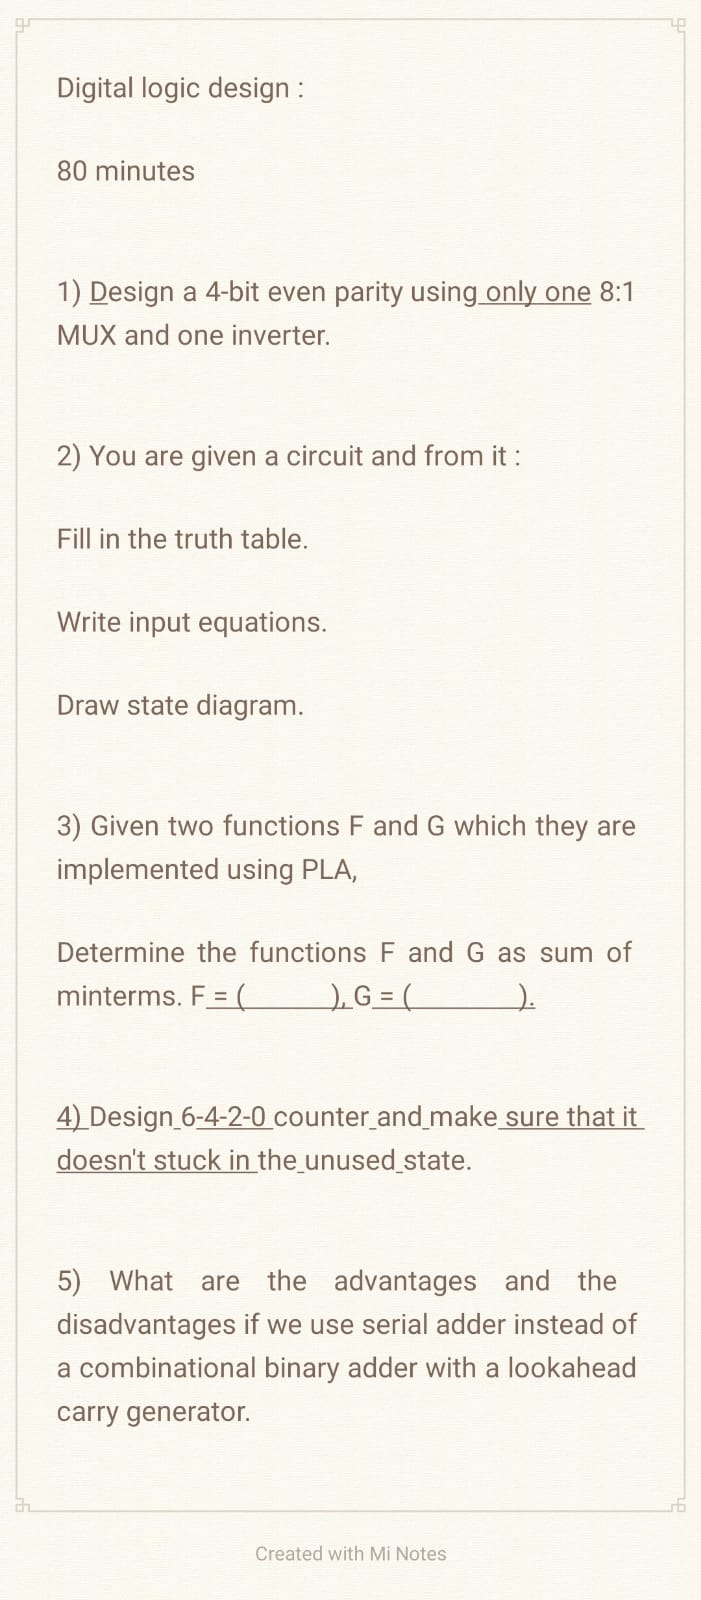 Digital logic design :
80 minutes
1) Design a 4-bit even parity using only one 8:1
MUX and one inverter.
2) You are given a circuit and from it :
Fill in the truth table.
Write input equations.
Draw state diagram.
3) Given two functions F and G which they are
implemented using PLA,
Determine the functions F and G as sum of
minterms. F = (            ), G = (            ).
4) Design 6-4-2-0 counter and make sure that it
doesn't stuck in the unused state.
5) What are the advantages and the
disadvantages if we use serial adder instead of
a combinational binary adder with a lookahead
carry generator.
Created with Mi Notes